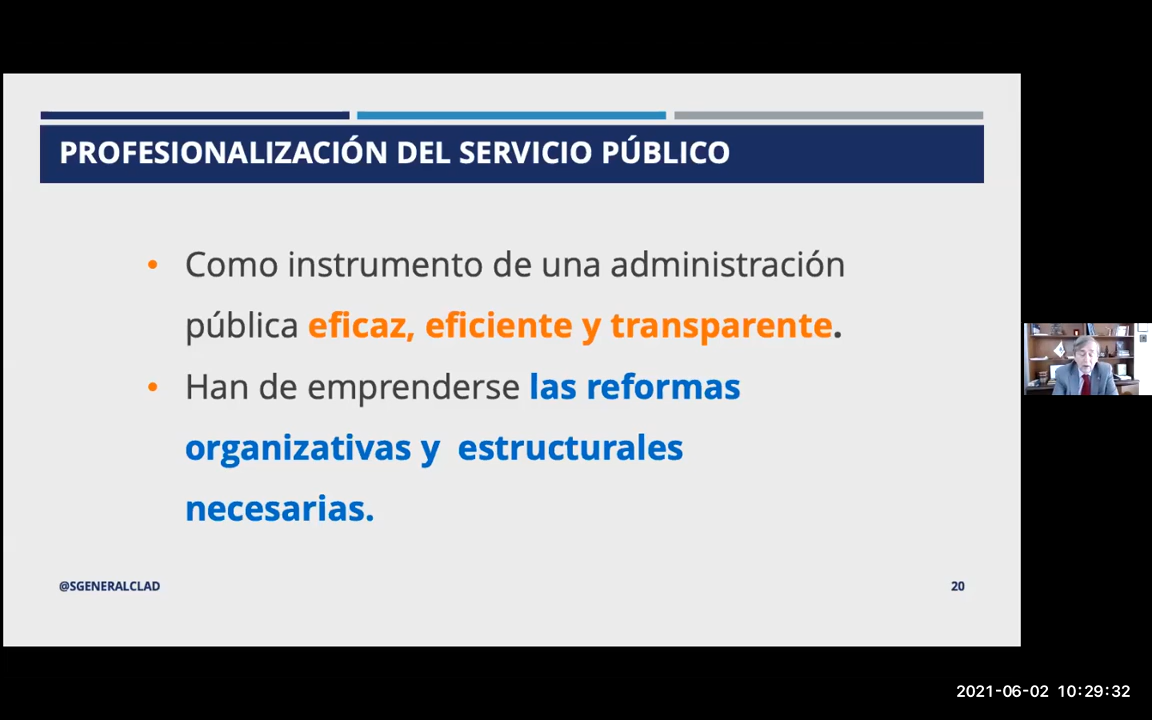 PROFESIONALIZACIÓN DEL SERVICIO PÚBLICO
• Como instrumento de una administración
pública eficaz, eficiente y transparente.
• Han de emprenderse las reformas
organizativas y estructurales
necesarias.
@SGENERALCLAD
20
2021-06-02 10:29:32